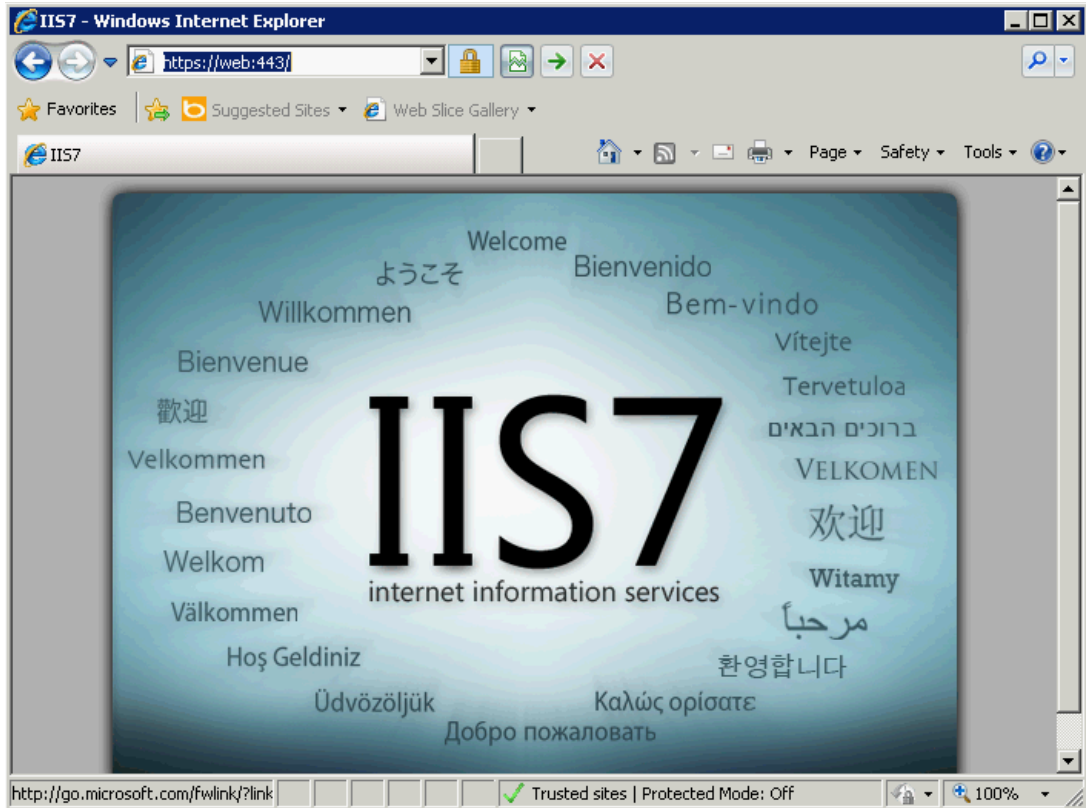 IIS7 - Windows Internet Explorer
https://web:443/
Favorites Suggested Sites Web Slice Gallery
IIS7 Page Safety Tools
Welcome
ようこそ Bienvenido
Willkommen Bem-vindo
Vítejte
Bienvenue
Tervetuloa
歡迎
ברוכים הבאים
Velkommen VELKOMEN
Benvenuto 欢迎
IIS7
Welkom Witamy
internet information services
Välkommen مرحباً
Hoş Geldiniz 환영합니다
Üdvözöljük Καλώς ορίσατε
Добро пожаловать
http://go.microsoft.com/fwlink/?link Trusted sites | Protected Mode: Off 100%